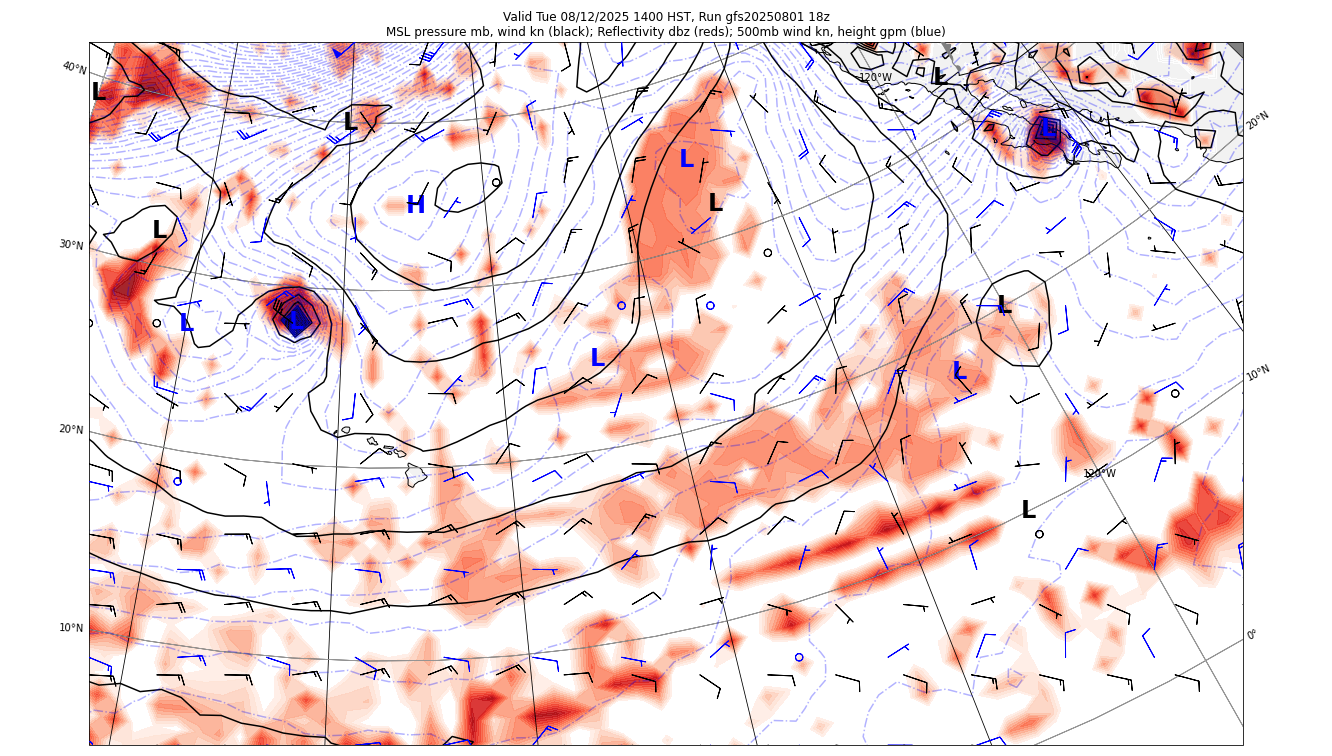 Valid Tue 08/12/2025 1400 HST, Run gfs20250801 18z
MSL pressure mb, wind kn (black); Reflectivity dbz (reds); 500mb wind kn, height gpm (blue)
40°N
120°W
L
L
20°N
L
L
L
H
L
L
30°N
L
L
L
L
L
10°N
20°N
120°W
L
10°N
0°